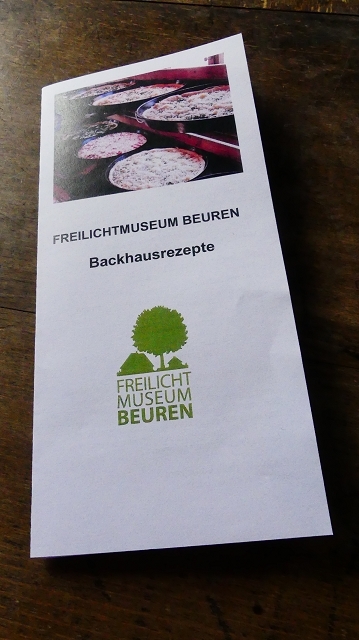 FREILICHTMUSEUM BEUREN
Backhausrezepte
FREILICHT
MUSEUM
BEUREN